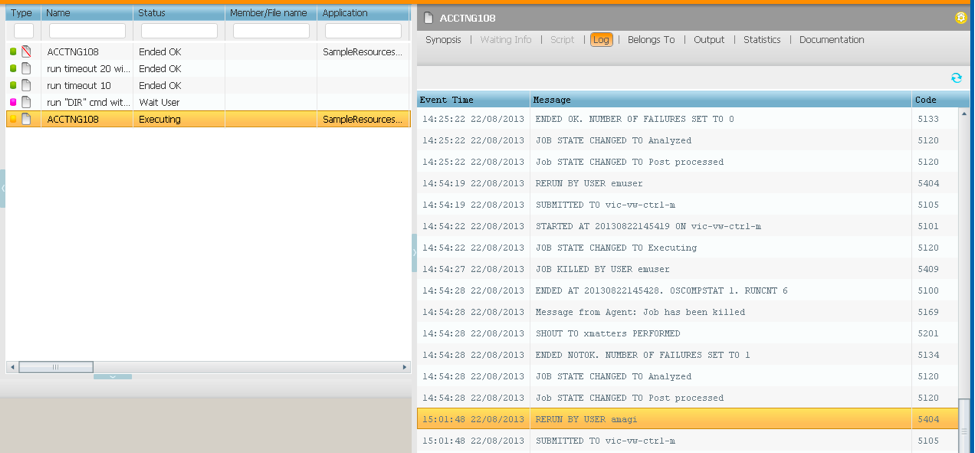 Type Name Status Member/File name Application
ACCTNG108 Ended OK SampleResources...
run timeout 20 wi... Ended OK
run timeout 10 Ended OK
run "DIR" cmd wit... Wait User
ACCTNG108 Executing SampleResources...
ACCTNG108
Synopsis | Waiting Info | Script | Log | Belongs To | Output | Statistics | Documentation
Event Time Message Code
14:25:22 22/08/2013 ENDED OK. NUMBER OF FAILURES SET TO 0 5133
14:25:22 22/08/2013 JOB STATE CHANGED TO Analyzed 5120
14:25:22 22/08/2013 Job STATE CHANGED TO Post processed 5120
14:54:19 22/08/2013 RERUN BY USER emuser 5404
14:54:19 22/08/2013 SUBMITTED TO vic-vw-ctrl-m 5105
14:54:22 22/08/2013 STARTED AT 20130822145419 ON vic-vw-ctrl-m 5101
14:54:22 22/08/2013 JOB STATE CHANGED TO Executing 5120
14:54:27 22/08/2013 JOB KILLED BY USER emuser 5409
14:54:28 22/08/2013 ENDED AT 20130822145428. OSCOMPSTAT 1. RUNCNT 6 5100
14:54:28 22/08/2013 Message from Agent: Job has been killed 5169
14:54:28 22/08/2013 SHOUT TO xmatters PERFORMED 5201
14:54:28 22/08/2013 ENDED NOTOK. NUMBER OF FAILURES SET TO 1 5134
14:54:28 22/08/2013 JOB STATE CHANGED TO Analyzed 5120
14:54:28 22/08/2013 Job STATE CHANGED TO Post processed 5120
15:01:48 22/08/2013 RERUN BY USER amagi 5404
15:01:48 22/08/2013 SUBMITTED TO vic-vw-ctrl-m 5105